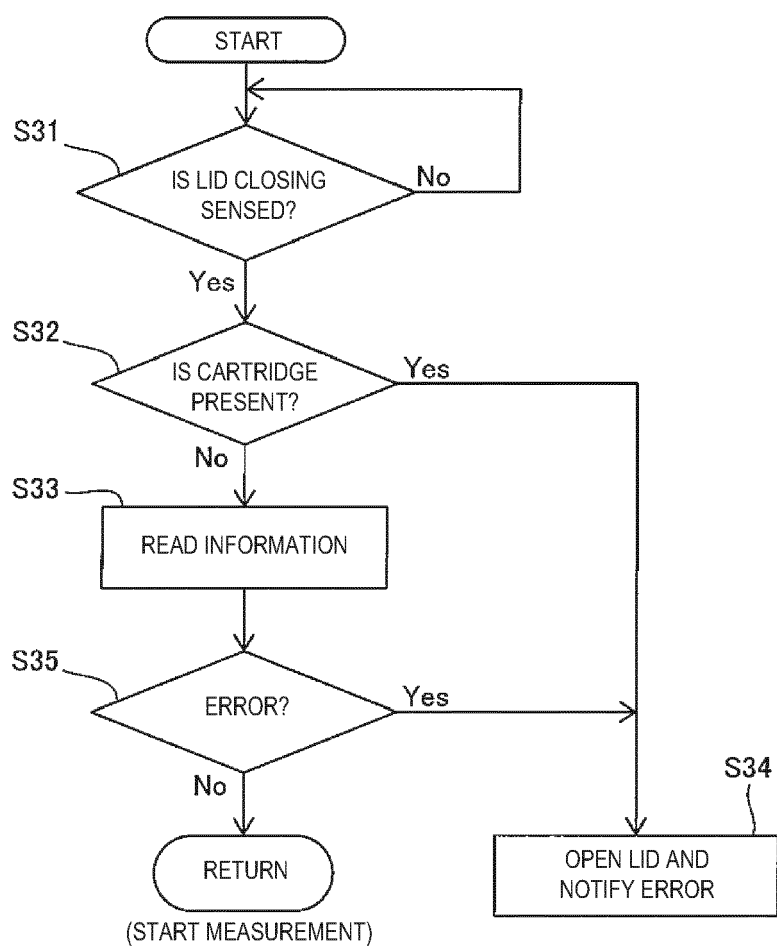 START
S31
IS LID CLOSING
SENSED?
No
Yes
S32
IS CARTRIDGE
PRESENT?
Yes
No
S33
READ INFORMATION
S35
ERROR?
Yes
No
S34
RETURN
OPEN LID AND
NOTIFY ERROR
(START MEASUREMENT)